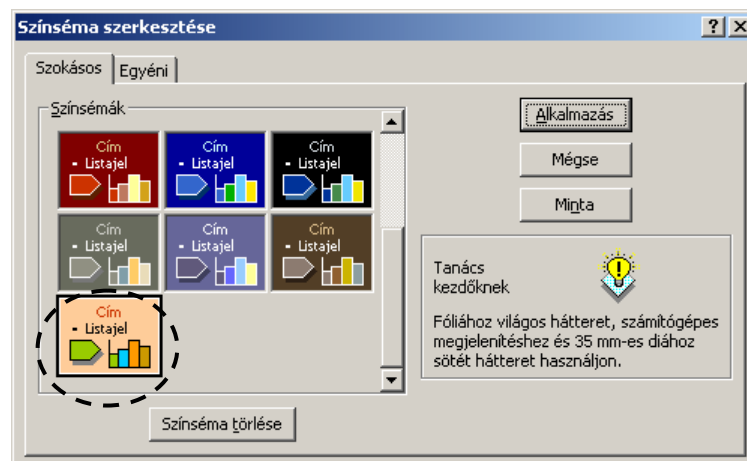 Színséma szerkesztése
Szokásos Egyéni
Színsémák
Cím Cím Cím
- Listajel - Listajel - Listajel
Cím Cím Cím
- Listajel - Listajel - Listajel
Cím
- Listajel
Színséma törlése
Alkalmazás
Mégse
Minta
Tanács
kezdőknek
Fóliához világos hátteret, számítógépes
megjelenítéshez és 35 mm-es diához
sötét hátteret használjon.